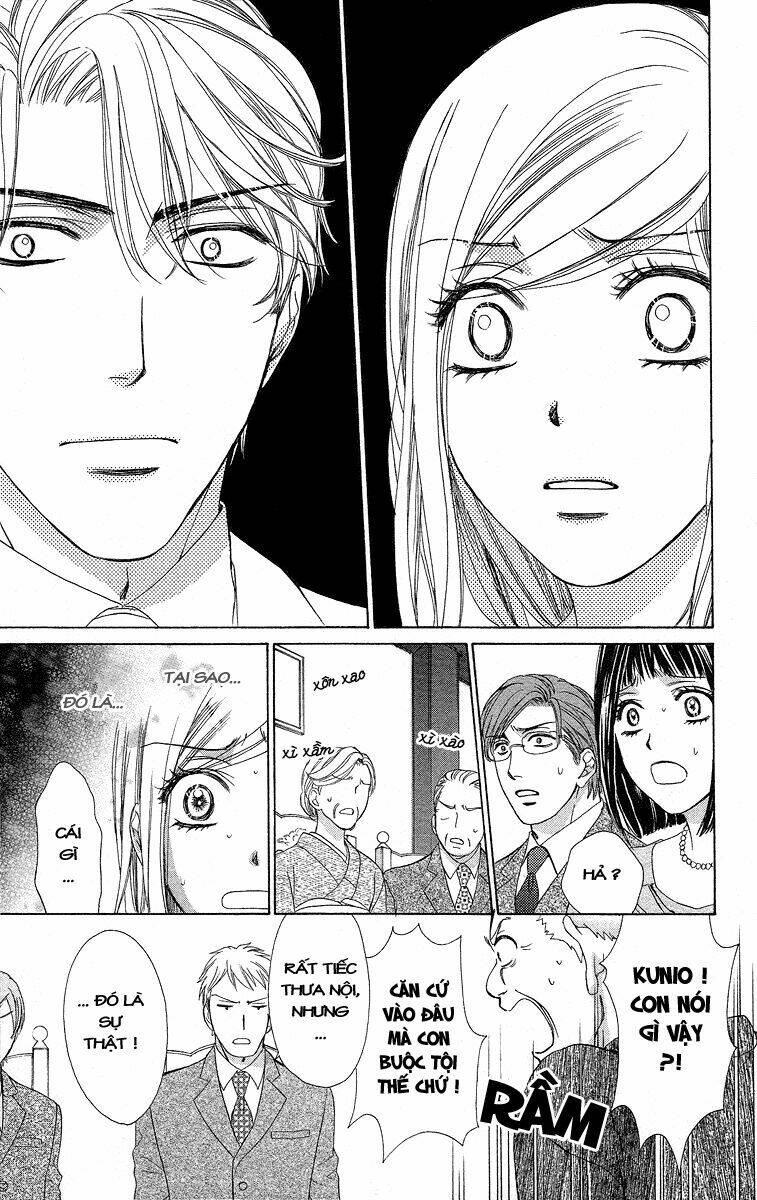 HẢ ?
XÔN XAO
XÌ XẦM
XÌ XÀO
TẠI SAO...
ĐÓ LÀ...
CÁI
GÌ
...
KUNIO !
CON NÓI
GÌ VẬY
?!
RẦM
CĂN CỨ
VÀO ĐÂU
MÀ CON
BUỘC TỘI
THẾ CHỨ !
RẤT TIẾC
THƯA NỘI,
NHƯNG
...
... ĐÓ LÀ
SỰ
THẬT !